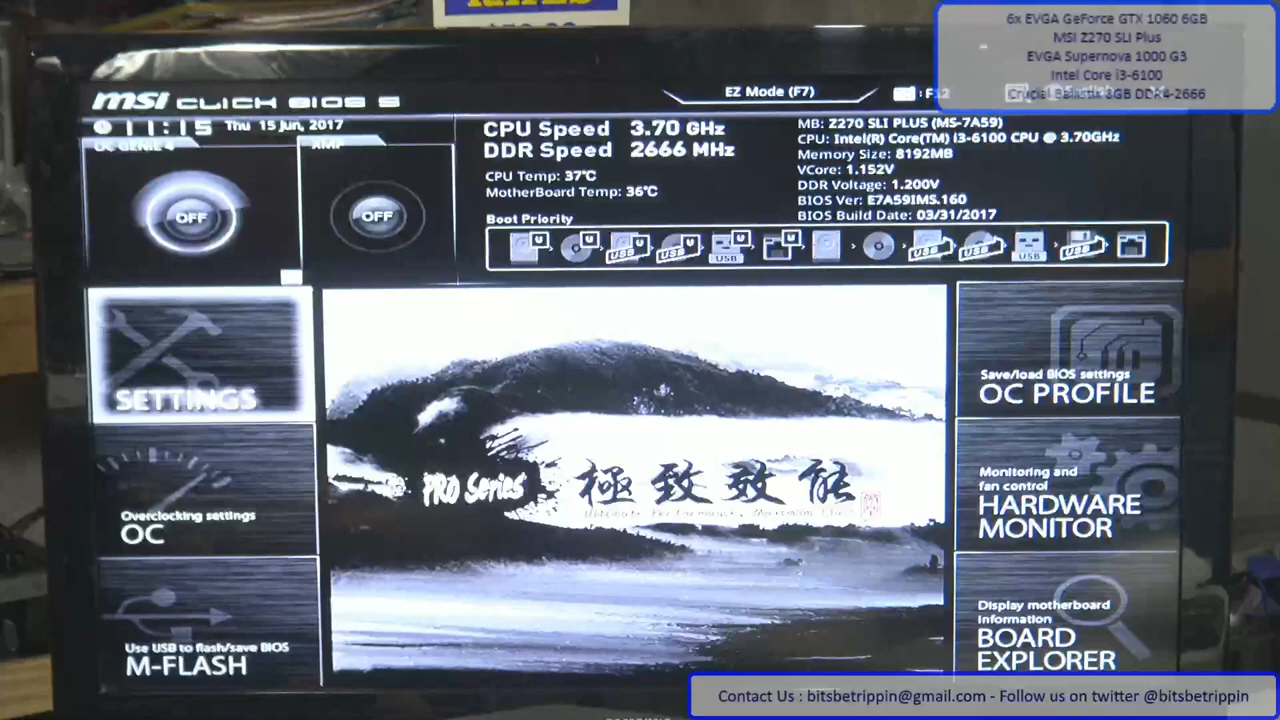 6x EVGA GeForce GTX 1060 6GB
MSI Z270 SLI Plus
EVGA Supernova 1000 G3
Intel Core i3-6100
Crucial Ballistix 8GB DDR4-2666
msi CLICK BIOS 5
EZ Mode (F7)
: F12
11:15 Thu 15 Jun, 2017
OC GENIE 4
XMP
OFF
OFF
CPU Speed 3.70 GHz
DDR Speed 2666 MHz
CPU Temp: 37°C
MotherBoard Temp: 36°C
MB: Z270 SLI PLUS (MS-7A59)
CPU: Intel(R) Core(TM) i3-6100 CPU @ 3.70GHz
Memory Size: 8192MB
VCore: 1.152V
DDR Voltage: 1.200V
BIOS Ver: E7A59IMS.160
BIOS Build Date: 03/31/2017
Boot Priority
U U U U U U
USB USB USB USB USB USB USB
SETTINGS
Overclocking settings
OC
Use USB to flash/save BIOS
M-FLASH
PRO Series 極致效能
Save/load BIOS settings
OC PROFILE
Monitoring and
fan control
HARDWARE
MONITOR
Display motherboard
information
BOARD
EXPLORER
Contact Us : bitsbetrippin@gmail.com - Follow us on twitter @bitsbetrippin